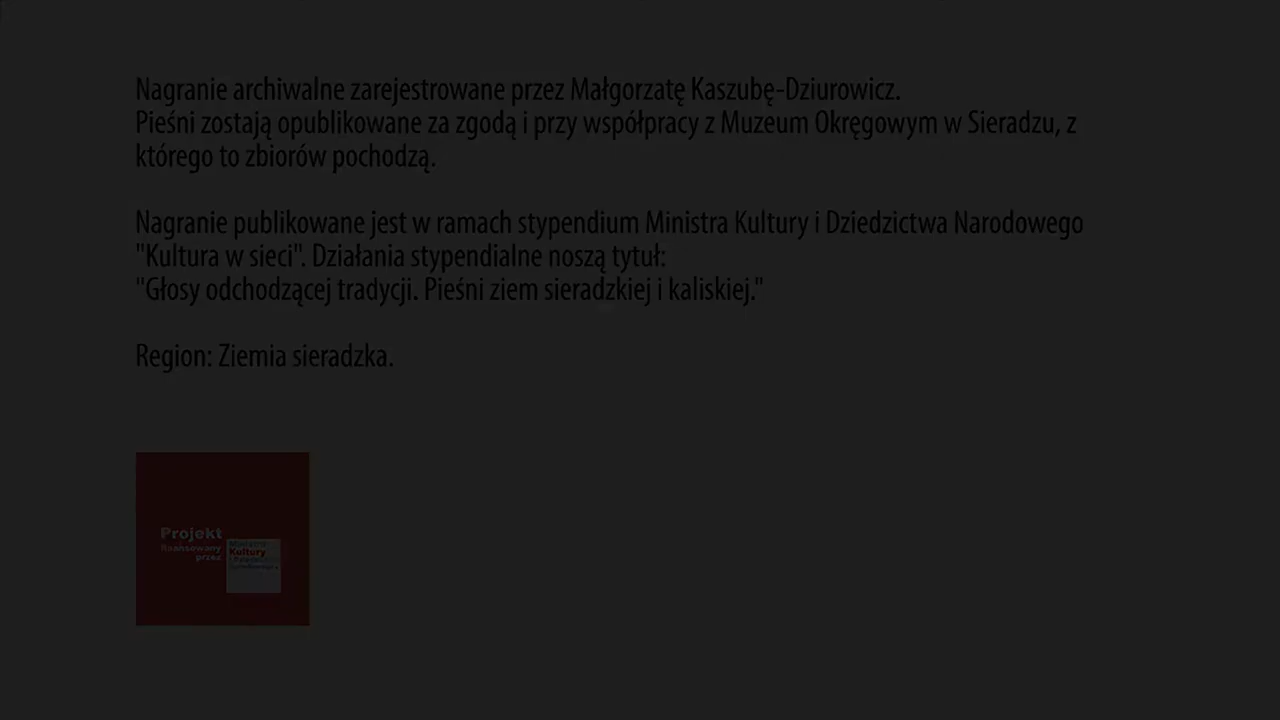 Nagranie archiwalne zarejestrowane przez Małgorzatę Kaszubę-Dziurowicz.
Pieśni zostają opublikowane za zgodą i przy współpracy z Muzeum Okręgowym w Sieradzu, z
którego to zbiorów pochodzą.
Nagranie publikowane jest w ramach stypendium Ministra Kultury i Dziedzictwa Narodowego
"Kultura w sieci". Działania stypendialne noszą tytuł:
"Głosy odchodzącej tradycji. Pieśni ziem sieradzkiej i kaliskiej."
Region: Ziemia sieradzka.
Projekt
finansowany
przez
Kultury